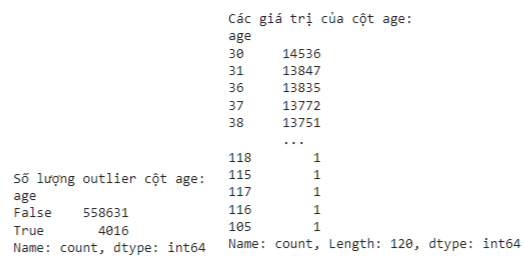 Số lượng outlier cột age:
age
False    558631
True       4016
Name: count, dtype: int64
Các giá trị của cột age:
age
30     14536
31     13847
36     13835
37     13772
38     13751
       ...
118        1
115        1
117        1
116        1
105        1
Name: count, Length: 120, dtype: int64